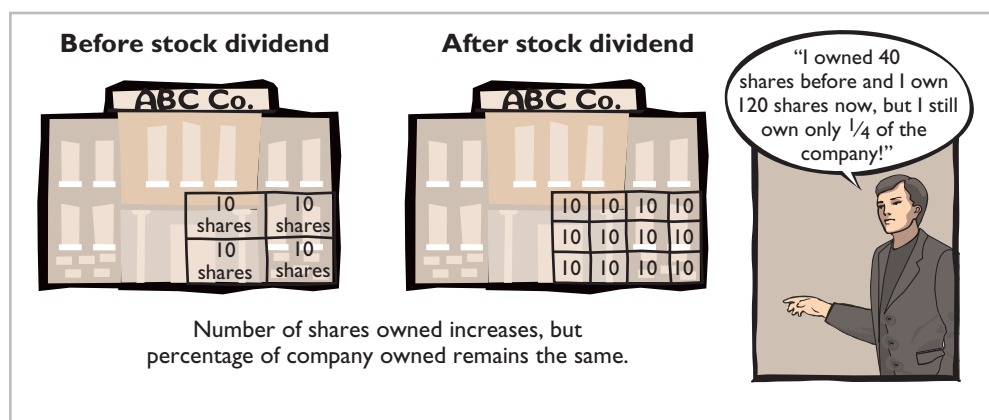 Before stock dividend
After stock dividend
ABC Co.
10 shares
10 shares
10 shares
10 shares
ABC Co.
10 10 10 10
10 10 10 10
10 10 10 10
“I owned 40
shares before and I own
120 shares now, but I still
own only 1/4 of the
company!”
Number of shares owned increases, but
percentage of company owned remains the same.